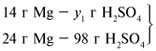 14 г Mg – y₁ г H₂SO₄
24 г Mg – 98 г H₂SO₄